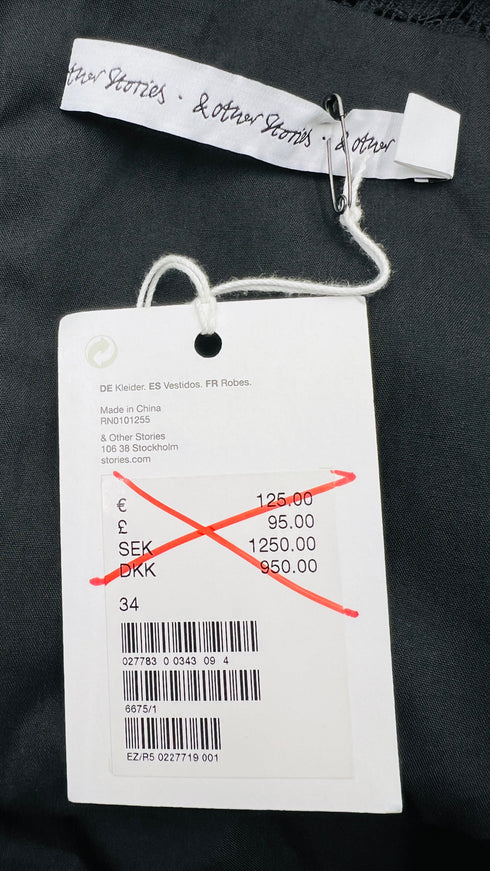 other Stories · & other Stories · & other
DE Kleider. ES Vestidos. FR Robes.
Made in China
RN0101255
& Other Stories
106 38 Stockholm
stories.com
€ 125.00
£ 95.00
SEK 1250.00
DKK 950.00
34
027783 0 0343 09 4
6675/1
EZ/R5 0227719 001